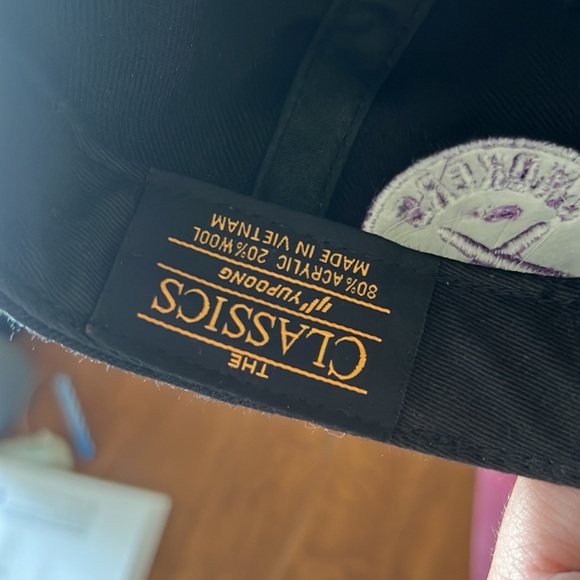 THE
CLASSICS
YUPOONG
80% ACRYLIC 20% WOOL
MADE IN VIETNAM